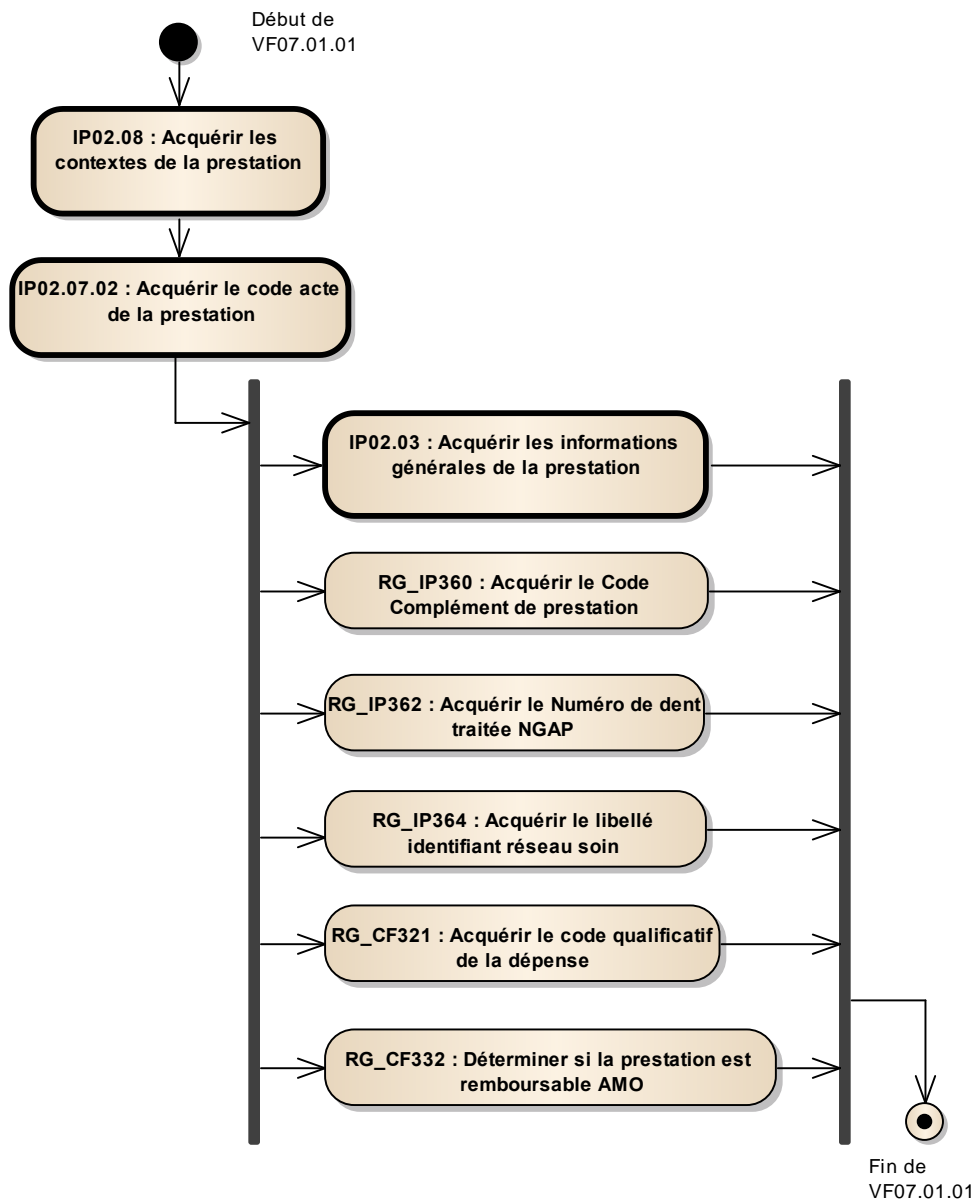 Début de
VF07.01.01
IP02.08 : Acquérir les
contextes de la prestation
IP02.07.02 : Acquérir le code acte
de la prestation
IP02.03 : Acquérir les informations
générales de la prestation
RG_IP360 : Acquérir le Code
Complément de prestation
RG_IP362 : Acquérir le Numéro de dent
traitée NGAP
RG_IP364 : Acquérir le libellé
identifiant réseau soin
RG_CF321 : Acquérir le code qualificatif
de la dépense
RG_CF332 : Déterminer si la prestation est
remboursable AMO
Fin de
VF07.01.01